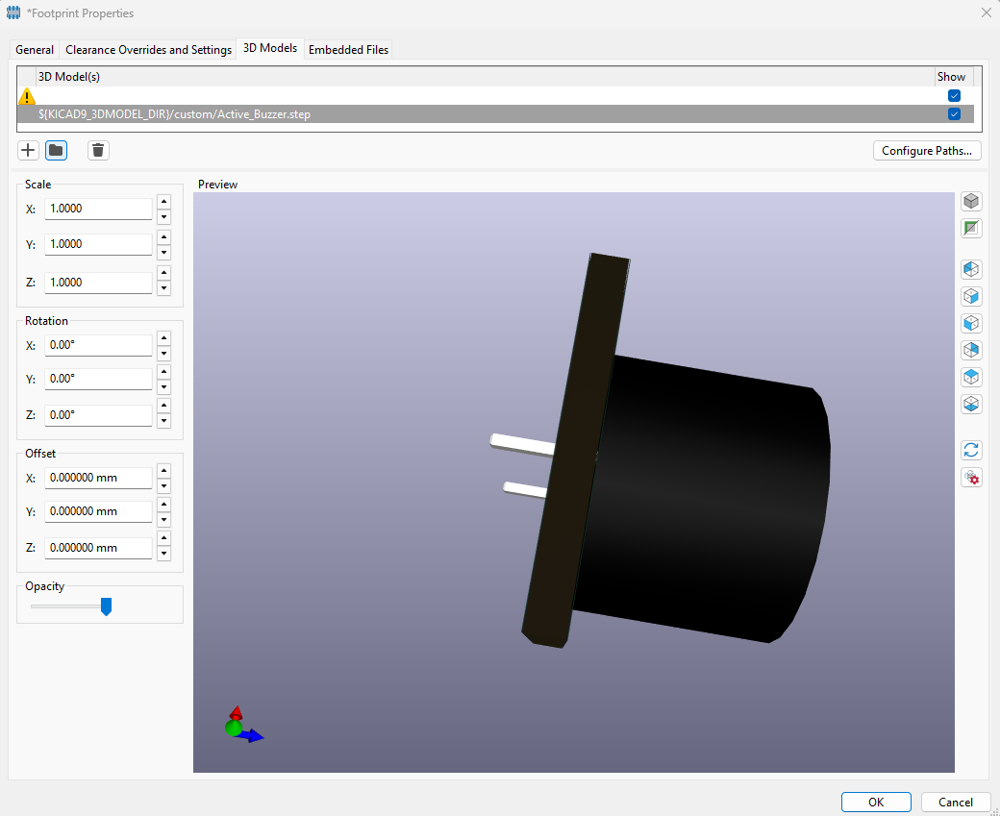 *Footprint Properties
General Clearance Overrides and Settings 3D Models Embedded Files
3D Model(s) Show
${KICAD9_3DMODEL_DIR}/custom/Active_Buzzer.step
Configure Paths...
Scale
X: 1.0000
Y: 1.0000
Z: 1.0000
Rotation
X: 0.00°
Y: 0.00°
Z: 0.00°
Offset
X: 0.000000 mm
Y: 0.000000 mm
Z: 0.000000 mm
Opacity
Preview
OK Cancel